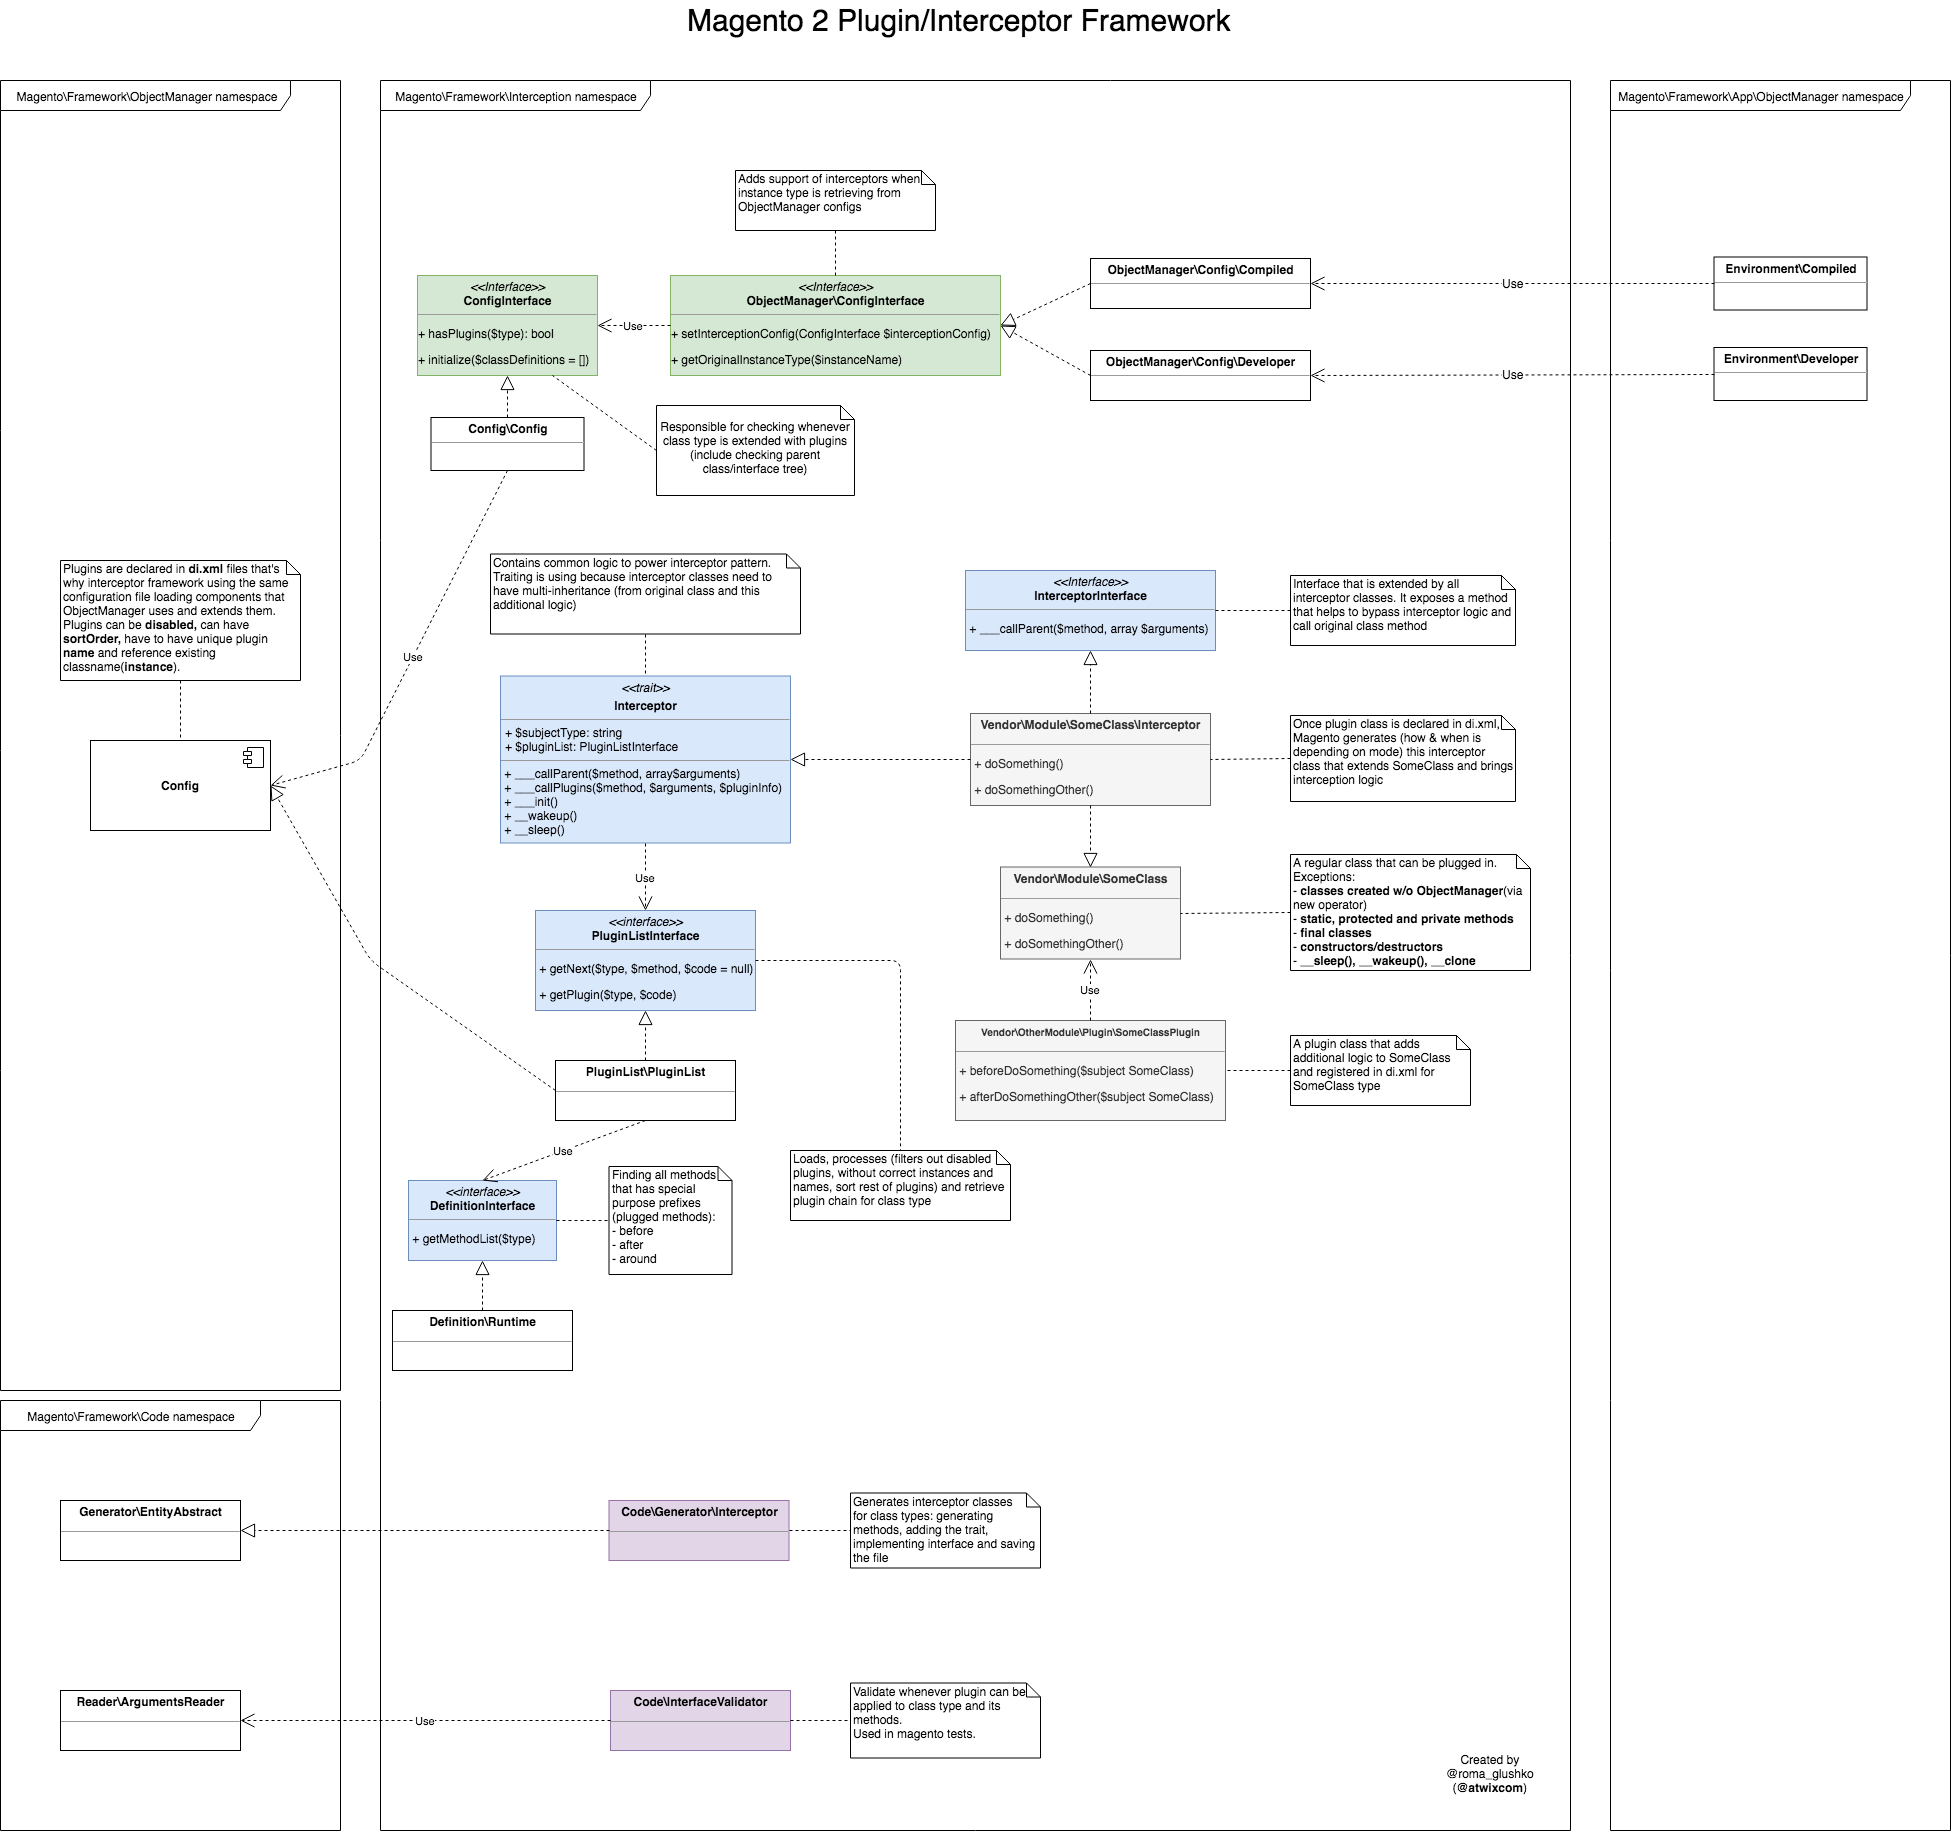 Magento 2 Plugin/Interceptor Framework
Magento\Framework\ObjectManager namespace
Plugins are declared in di.xml files that's
why interceptor framework using the same
configuration file loading components that
ObjectManager uses and extends them.
Plugins can be disabled, can have
sortOrder, have to have unique plugin
name and reference existing
classname(instance).
Config
Magento\Framework\Interception namespace
Adds support of interceptors when
instance type is retrieving from
ObjectManager configs
<<Interface>>
ConfigInterface
+ hasPlugins($type): bool
+ initialize($classDefinitions = [])
Use
<<Interface>>
ObjectManager\ConfigInterface
+ setInterceptionConfig(ConfigInterface $interceptionConfig)
+ getOriginalInstanceType($instanceName)
ObjectManager\Config\Compiled
ObjectManager\Config\Developer
Use
Use
Config\Config
Responsible for checking whenever
class type is extended with plugins
(include checking parent
class/interface tree)
Use
Contains common logic to power interceptor pattern.
Traiting is using because interceptor classes need to
have multi-inheritance (from original class and this
additional logic)
<<trait>>
Interceptor
+ $subjectType: string
+ $pluginList: PluginListInterface
+ ___callParent($method, array$arguments)
+ ___callPlugins($method, $arguments, $pluginInfo)
+ ___init()
+ __wakeup()
+ __sleep()
Use
<<interface>>
PluginListInterface
+ getNext($type, $method, $code = null)
+ getPlugin($type, $code)
PluginList\PluginList
Use
<<interface>>
DefinitionInterface
+ getMethodList($type)
Finding all methods
that has special
purpose prefixes
(plugged methods):
- before
- after
- around
Definition\Runtime
Loads, processes (filters out disabled
plugins, without correct instances and
names, sort rest of plugins) and retrieve
plugin chain for class type
<<Interface>>
InterceptorInterface
+ ___callParent($method, array $arguments)
Interface that is extended by all
interceptor classes. It exposes a method
that helps to bypass interceptor logic and
call original class method
Vendor\Module\SomeClass\Interceptor
+ doSomething()
+ doSomethingOther()
Once plugin class is declared in di.xml,
Magento generates (how & when is
depending on mode) this interceptor
class that extends SomeClass and brings
interception logic
Vendor\Module\SomeClass
+ doSomething()
+ doSomethingOther()
A regular class that can be plugged in.
Exceptions:
- classes created w/o ObjectManager(via
new operator)
- static, protected and private methods
- final classes
- constructors/destructors
- __sleep(), __wakeup(), __clone
Use
Vendor\OtherModule\Plugin\SomeClassPlugin
+ beforeDoSomething($subject SomeClass)
+ afterDoSomethingOther($subject SomeClass)
A plugin class that adds
additional logic to SomeClass
and registered in di.xml for
SomeClass type
Magento\Framework\App\ObjectManager namespace
Environment\Compiled
Environment\Developer
Magento\Framework\Code namespace
Generator\EntityAbstract
Code\Generator\Interceptor
Generates interceptor classes
for class types: generating
methods, adding the trait,
implementing interface and saving
the file
Reader\ArgumentsReader
Use
Code\InterfaceValidator
Validate whenever plugin can be
applied to class type and its
methods.
Used in magento tests.
Created by
@roma_glushko
(@atwixcom)